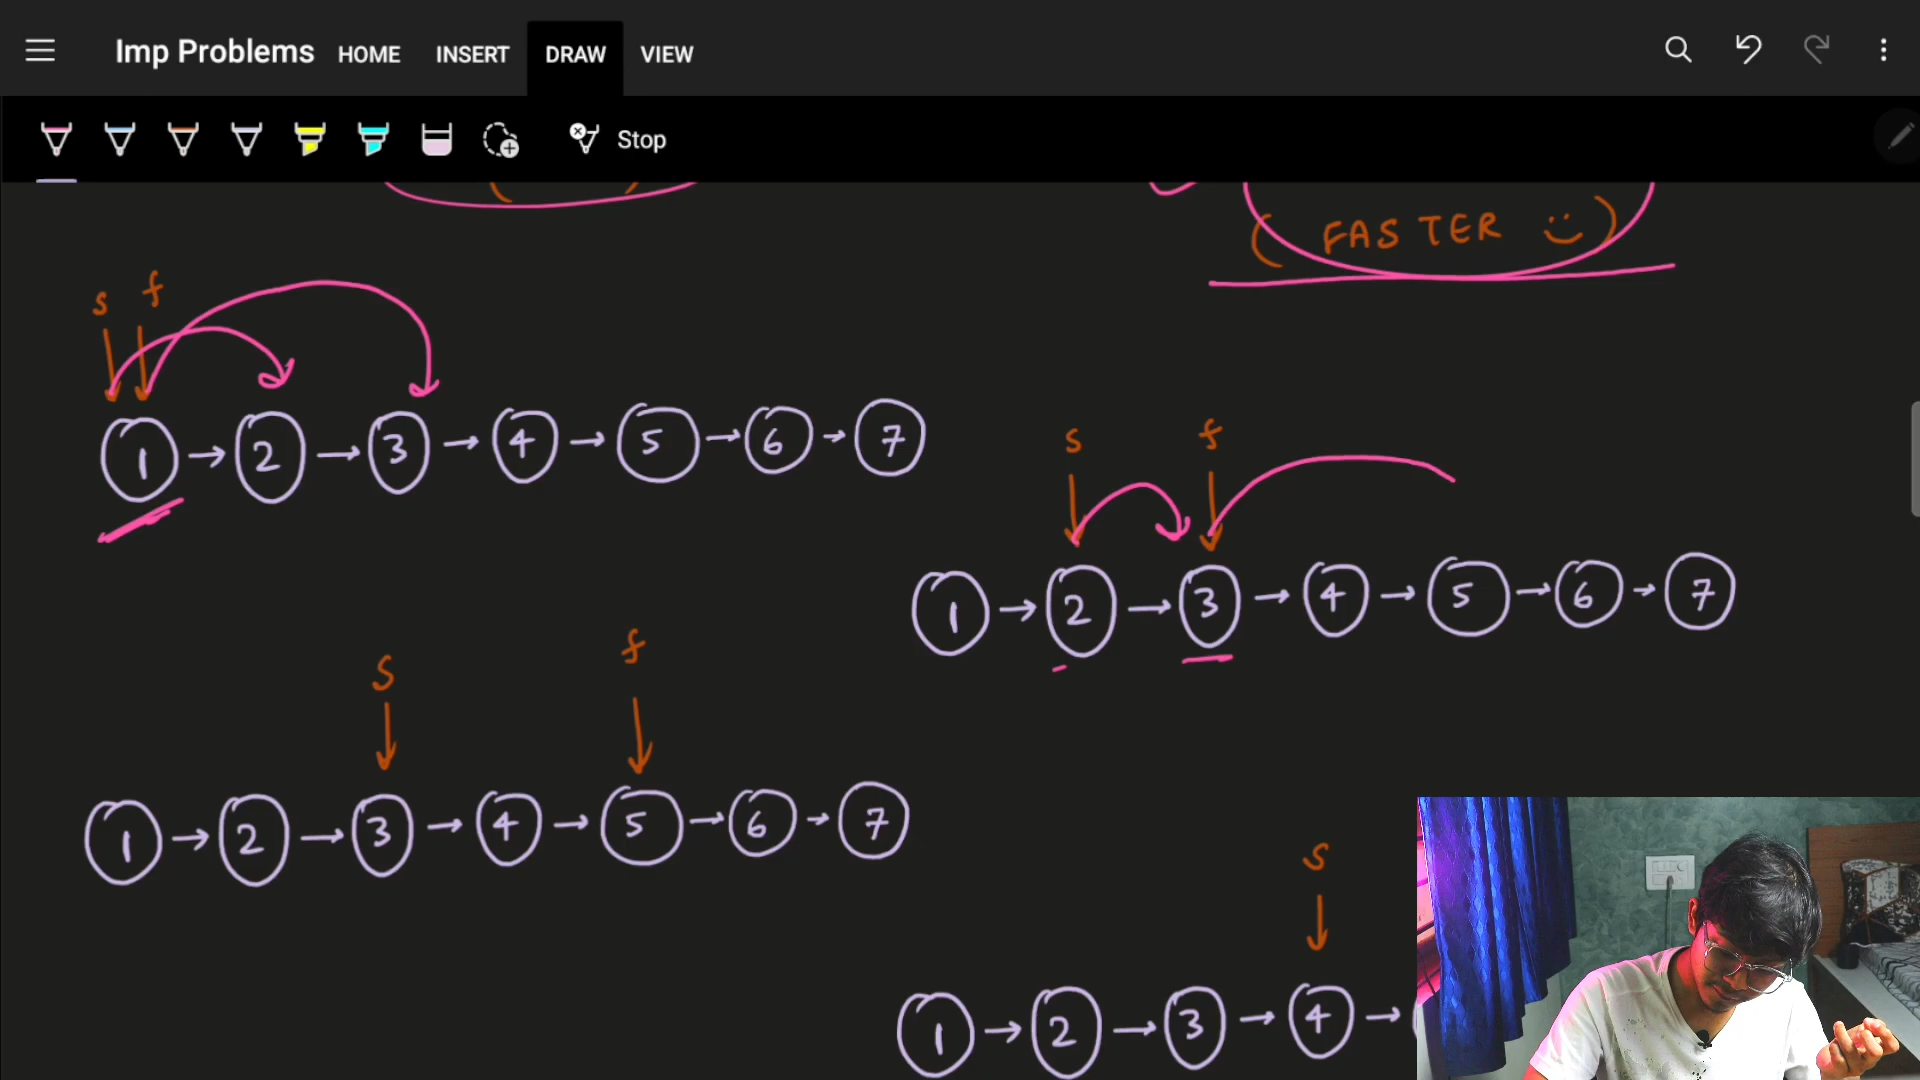 Imp Problems HOME INSERT DRAW VIEW
Stop
( FASTER :-)
s f
1 → 2 → 3 → 4 → 5 → 6 → 7
s f
1 → 2 → 3 → 4 → 5 → 6 → 7
s f
1 → 2 → 3 → 4 → 5 → 6 → 7
s
1 → 2 → 3 → 4 →